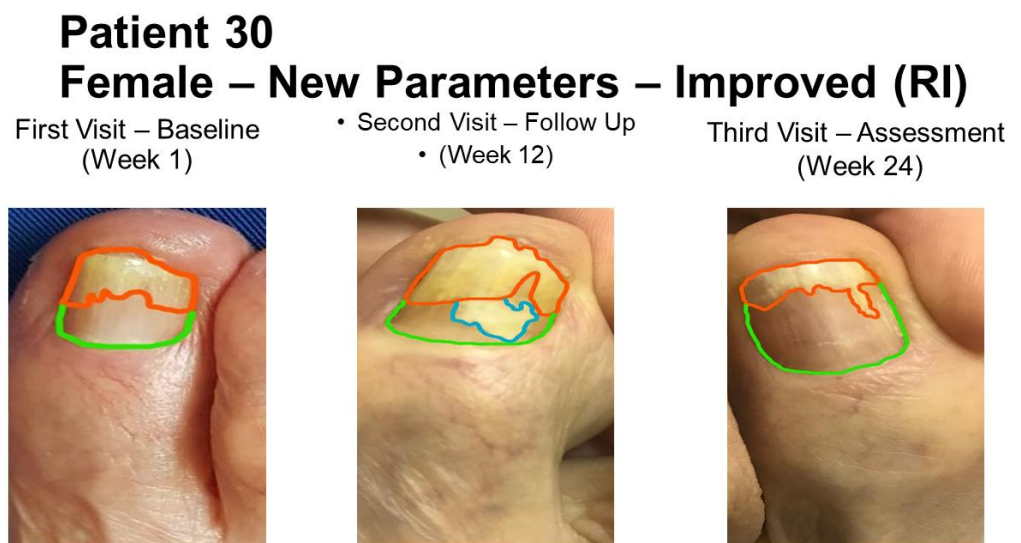 Patient 30
Female – New Parameters – Improved (RI)
First Visit – Baseline
(Week 1)
• Second Visit – Follow Up
• (Week 12)
Third Visit – Assessment
(Week 24)